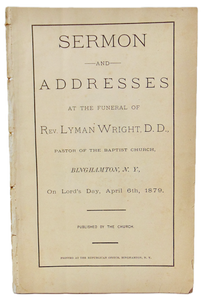 SERMON
AND
ADDRESSES
AT THE FUNERAL OF
REV. LYMAN WRIGHT, D. D.,
PASTOR OF THE BAPTIST CHURCH,
BINGHAMTON, N. Y.,
On Lord's Day, April 6th, 1879.
PUBLISHED BY THE CHURCH.